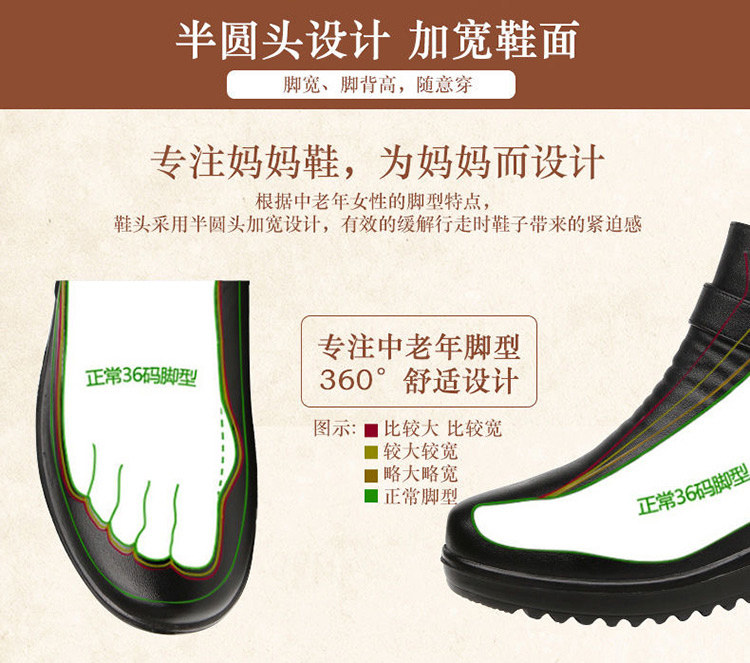 半圆头设计 加宽鞋面
脚宽、脚背高，随意穿
专注妈妈鞋，为妈妈而设计
根据中老年女性的脚型特点，
鞋头采用半圆头加宽设计，有效的缓解行走时鞋子带来的紧迫感
正常36码脚型
专注中老年脚型
360°舒适设计
图示: 比较大 比较宽
较大较宽
略大略宽
正常脚型
正常36码脚型